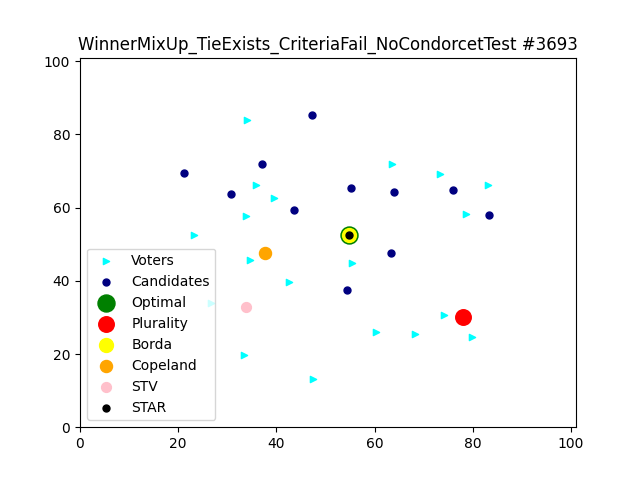 WinnerMixUp_TieExists_CriteriaFail_NoCondorcetTest #3693
100
80
60
40
20
0
Voters
Candidates
Optimal
Plurality
Borda
Copeland
STV
STAR
0 20 40 60 80 100